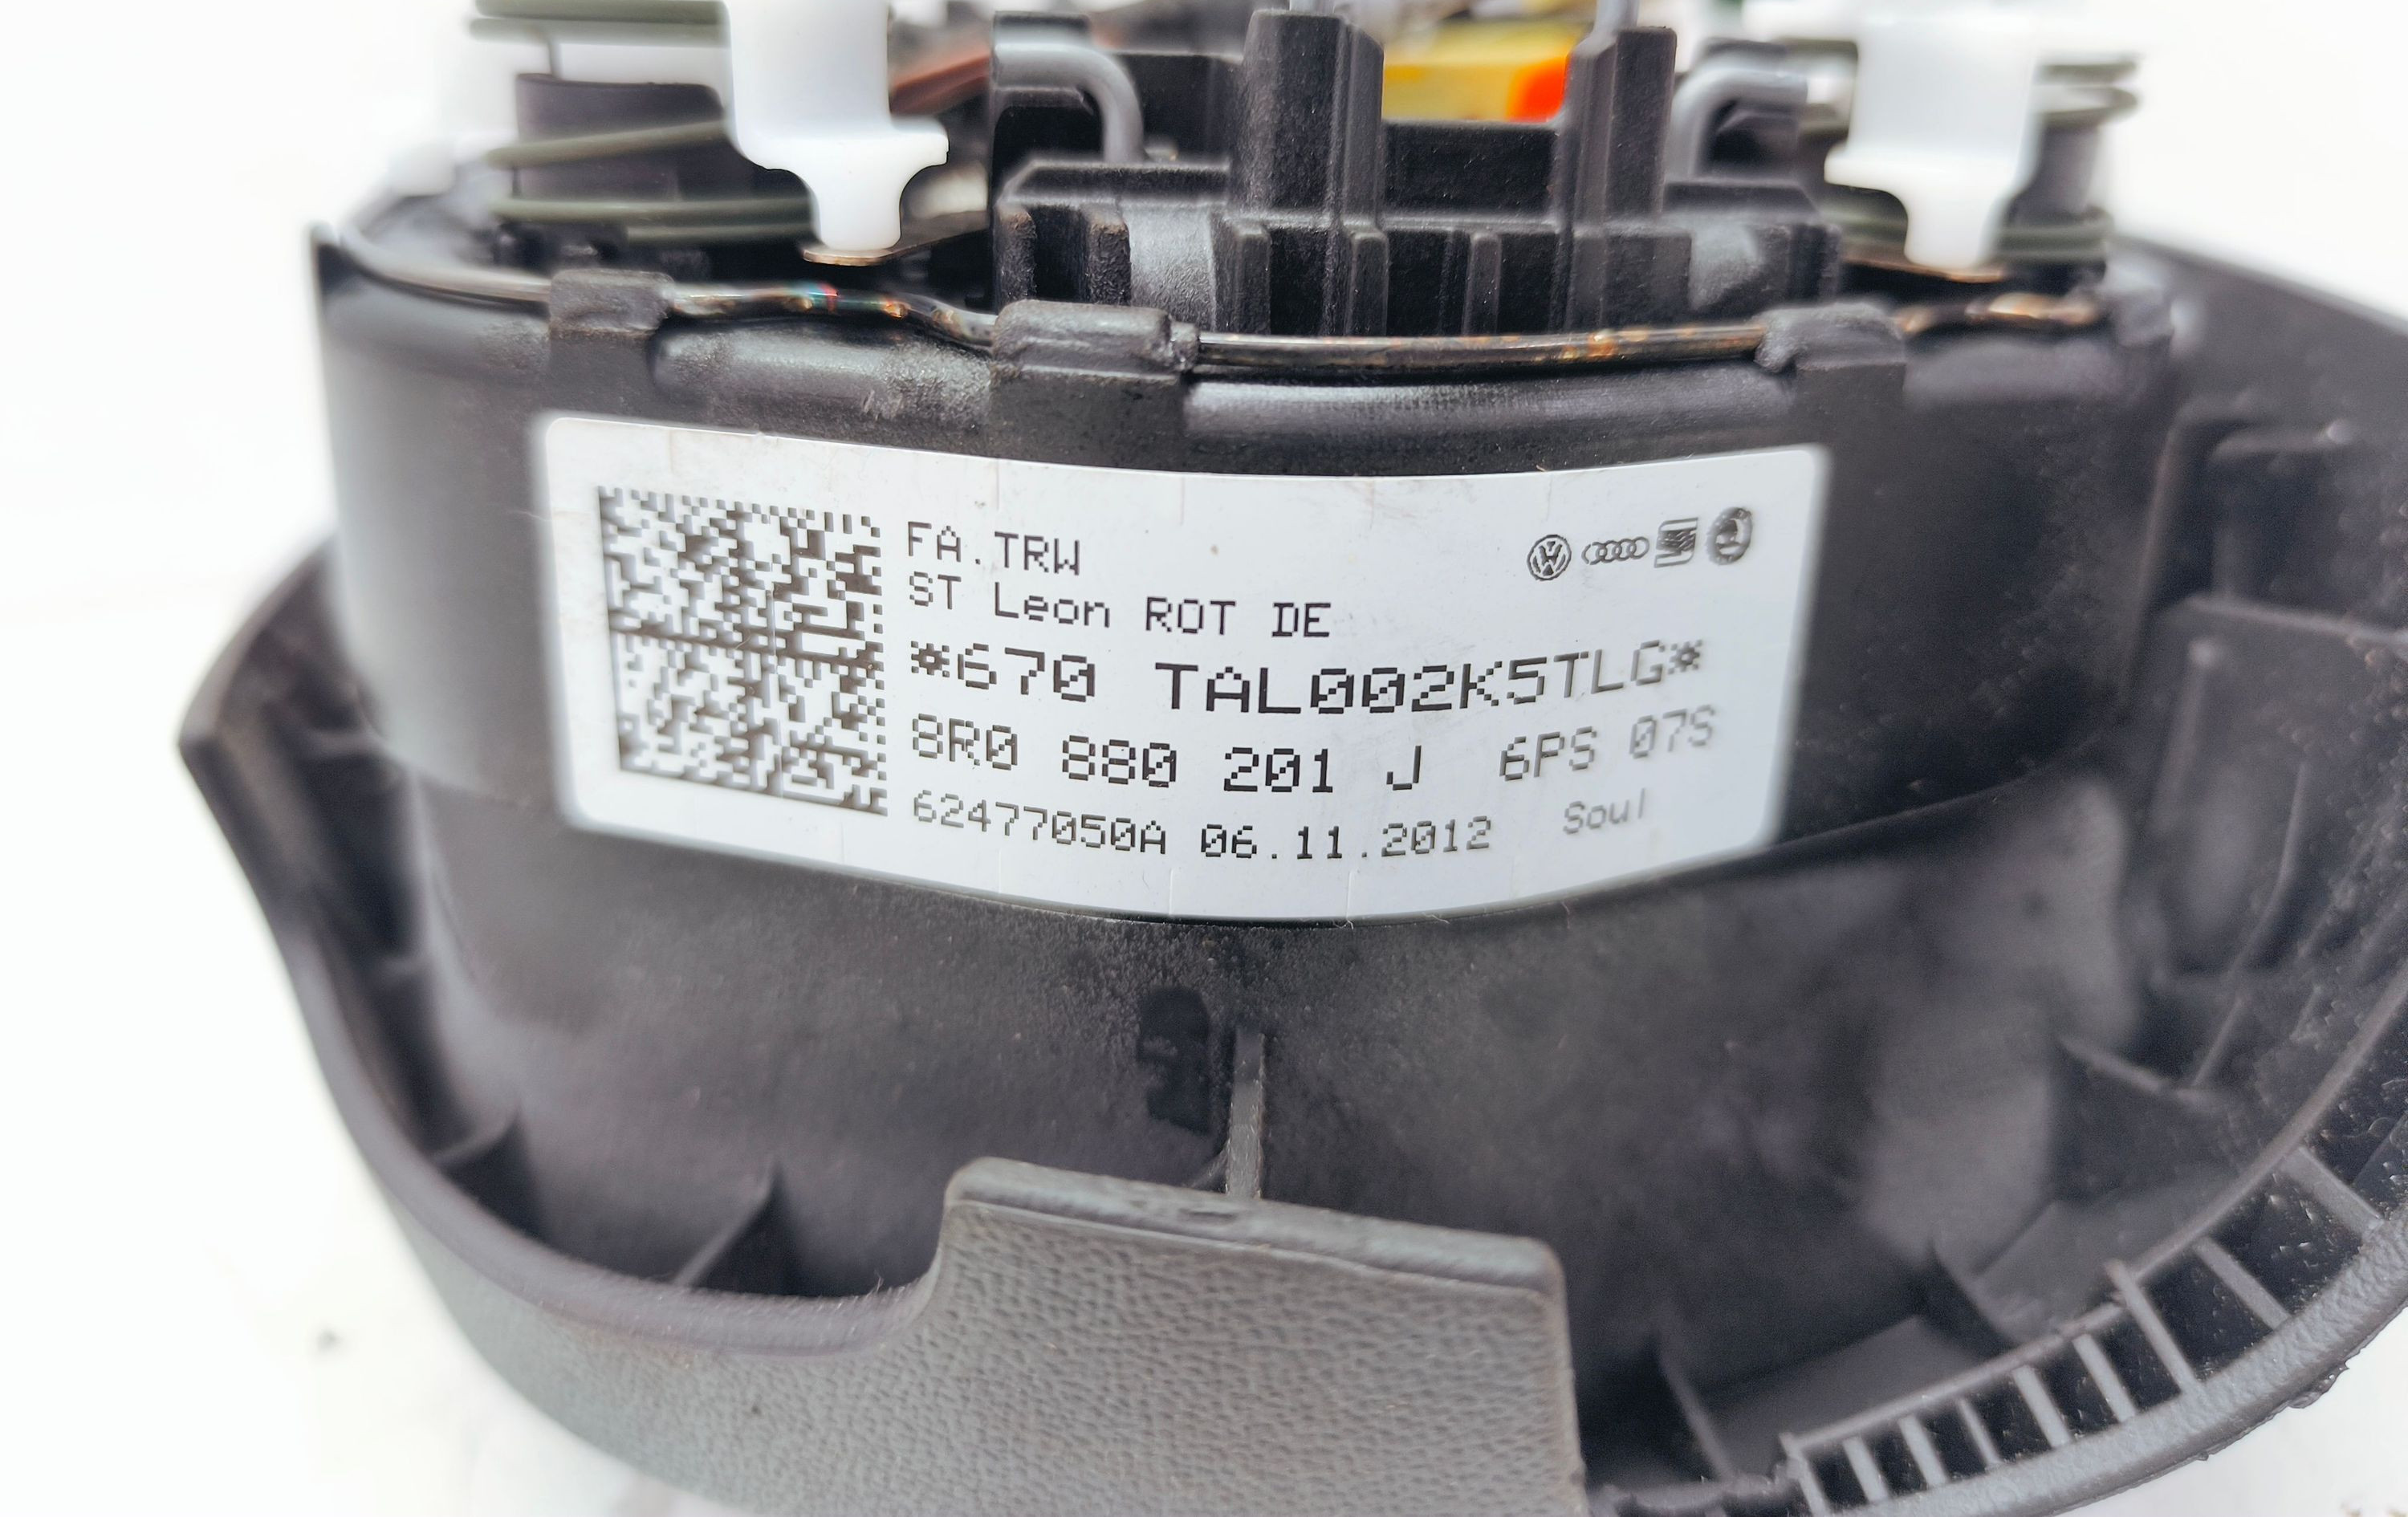 FA.TRW
ST Leon ROT DE
*670 TAL002K5TLG*
8R0 880 201 J 6PS 07S
62477050A 06.11.2012 Soul